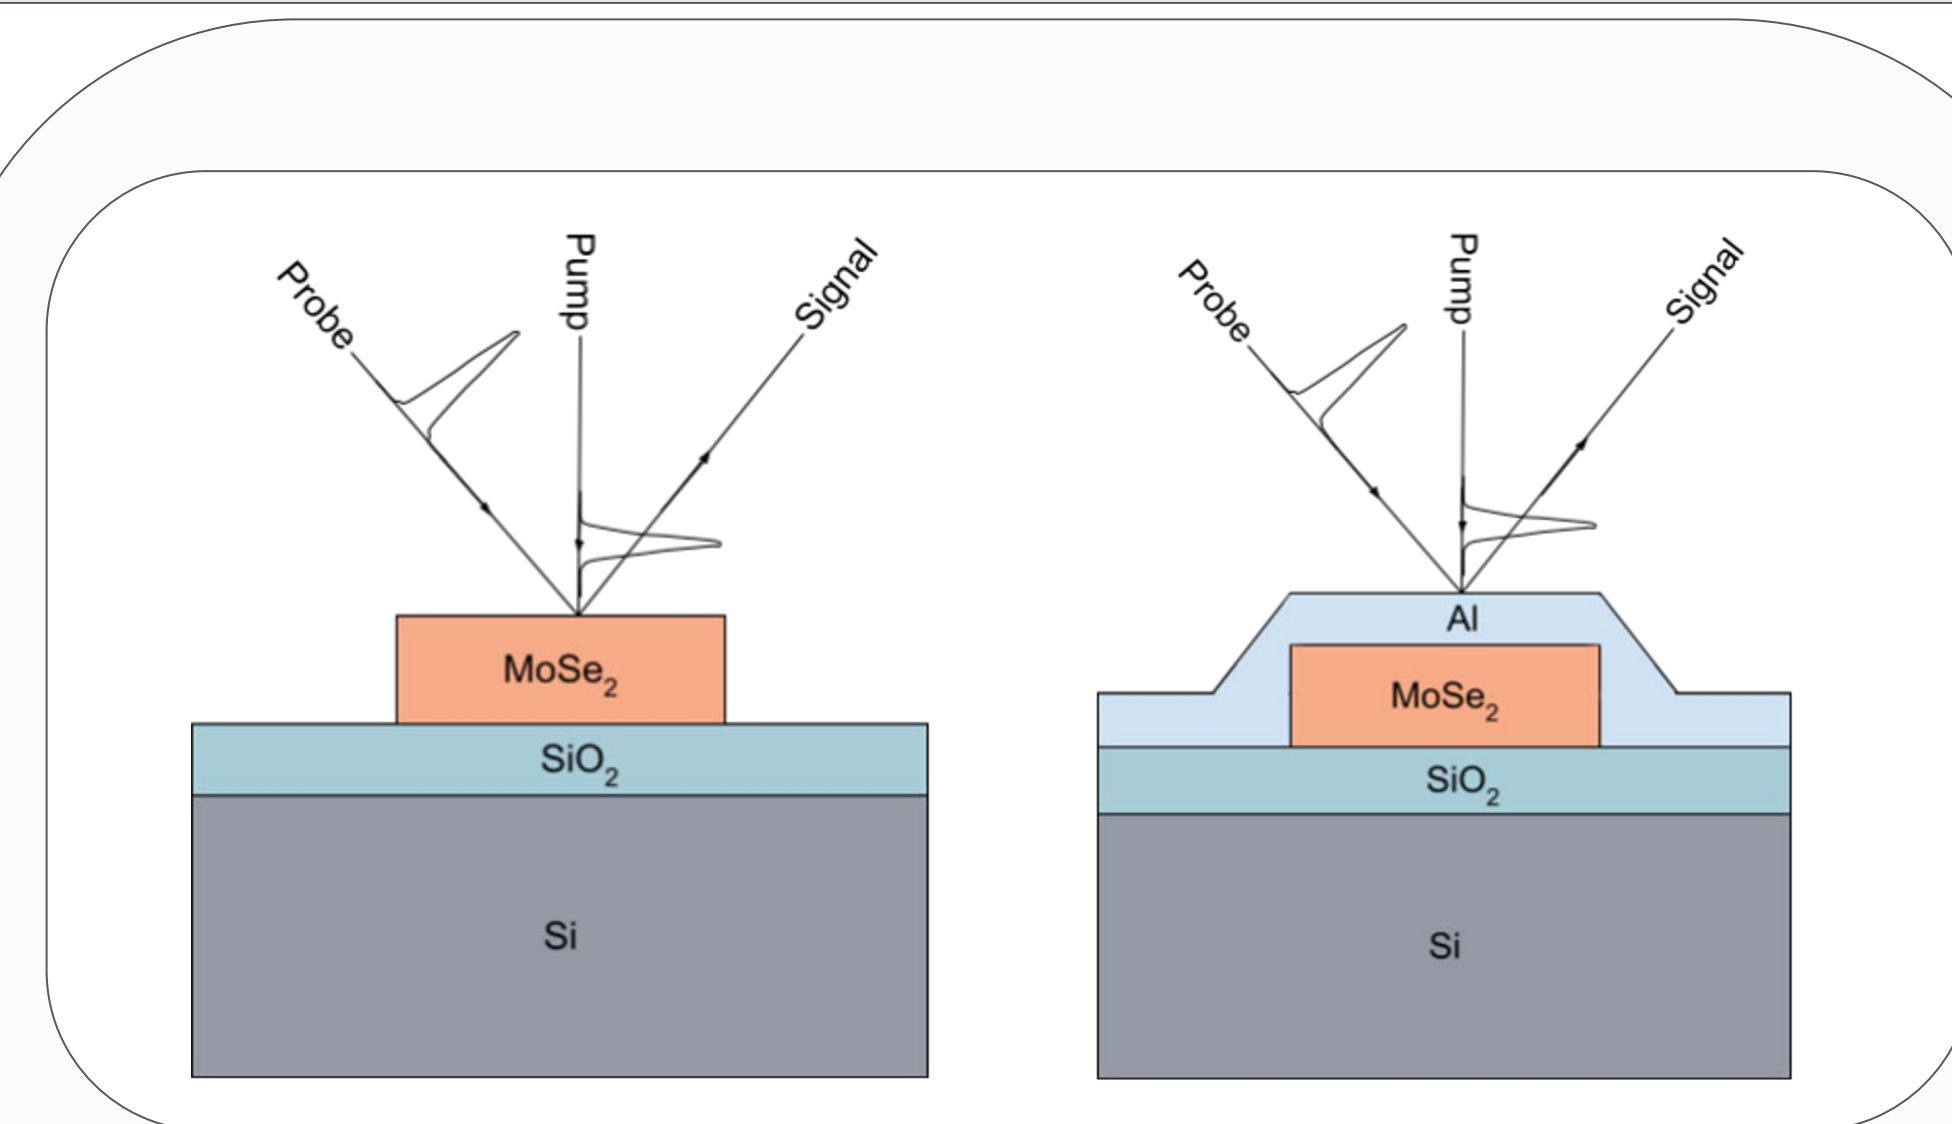 Probe
Pump
Signal
MoSe2
SiO2
Si
Probe
Pump
Signal
Al
MoSe2
SiO2
Si